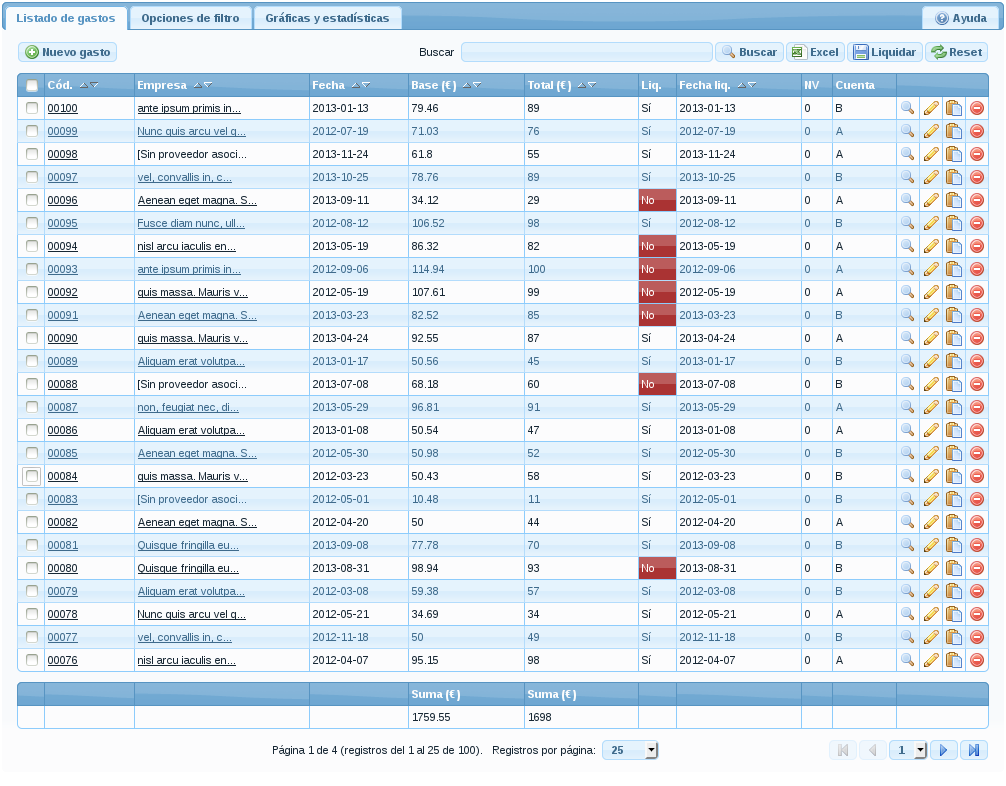 Listado de gastos Opciones de filtro Gráficas y estadísticas Ayuda
Nuevo gasto Buscar Buscar Excel Liquidar Reset
Cód. Empresa Fecha Base (€) Total (€) Liq. Fecha liq. NV Cuenta
00100 ante ipsum primis in... 2013-01-13 79.46 89 Sí 2013-01-13 0 B
00099 Nunc quis arcu vel q... 2012-07-19 71.03 76 Sí 2012-07-19 0 A
00098 [Sin proveedor asoci... 2013-11-24 61.8 55 Sí 2013-11-24 0 A
00097 vel, convallis in, c... 2013-10-25 78.76 89 Sí 2013-10-25 0 B
00096 Aenean eget magna. S... 2013-09-11 34.12 29 No 2013-09-11 0 A
00095 Fusce diam nunc, ull... 2012-08-12 106.52 98 Sí 2012-08-12 0 B
00094 nisl arcu iaculis en... 2013-05-19 86.32 82 No 2013-05-19 0 A
00093 ante ipsum primis in... 2012-09-06 114.94 100 No 2012-09-06 0 A
00092 quis massa. Mauris v... 2012-05-19 107.61 99 No 2012-05-19 0 A
00091 Aenean eget magna. S... 2013-03-23 82.52 85 No 2013-03-23 0 B
00090 quis massa. Mauris v... 2013-04-24 92.55 87 Sí 2013-04-24 0 A
00089 Aliquam erat volutpa... 2013-01-17 50.56 45 Sí 2013-01-17 0 B
00088 [Sin proveedor asoci... 2013-07-08 68.18 60 No 2013-07-08 0 B
00087 non, feugiat nec, di... 2013-05-29 96.81 91 Sí 2013-05-29 0 A
00086 Aliquam erat volutpa... 2013-01-08 50.54 47 Sí 2013-01-08 0 A
00085 Aenean eget magna. S... 2012-05-30 50.98 52 Sí 2012-05-30 0 B
00084 quis massa. Mauris v... 2012-03-23 50.43 58 Sí 2012-03-23 0 B
00083 [Sin proveedor asoci... 2012-05-01 10.48 11 Sí 2012-05-01 0 B
00082 Aenean eget magna. S... 2012-04-20 50 44 Sí 2012-04-20 0 A
00081 Quisque fringilla eu... 2013-09-08 77.78 70 Sí 2013-09-08 0 B
00080 Quisque fringilla eu... 2013-08-31 98.94 93 No 2013-08-31 0 B
00079 Aliquam erat volutpa... 2012-03-08 59.38 57 Sí 2012-03-08 0 B
00078 Nunc quis arcu vel q... 2012-05-21 34.69 34 Sí 2012-05-21 0 A
00077 vel, convallis in, c... 2012-11-18 50 49 Sí 2012-11-18 0 B
00076 nisl arcu iaculis en... 2012-04-07 95.15 98 Sí 2012-04-07 0 A
Suma (€) Suma (€)
1759.55 1698
Página 1 de 4 (registros del 1 al 25 de 100). Registros por página: 25 1